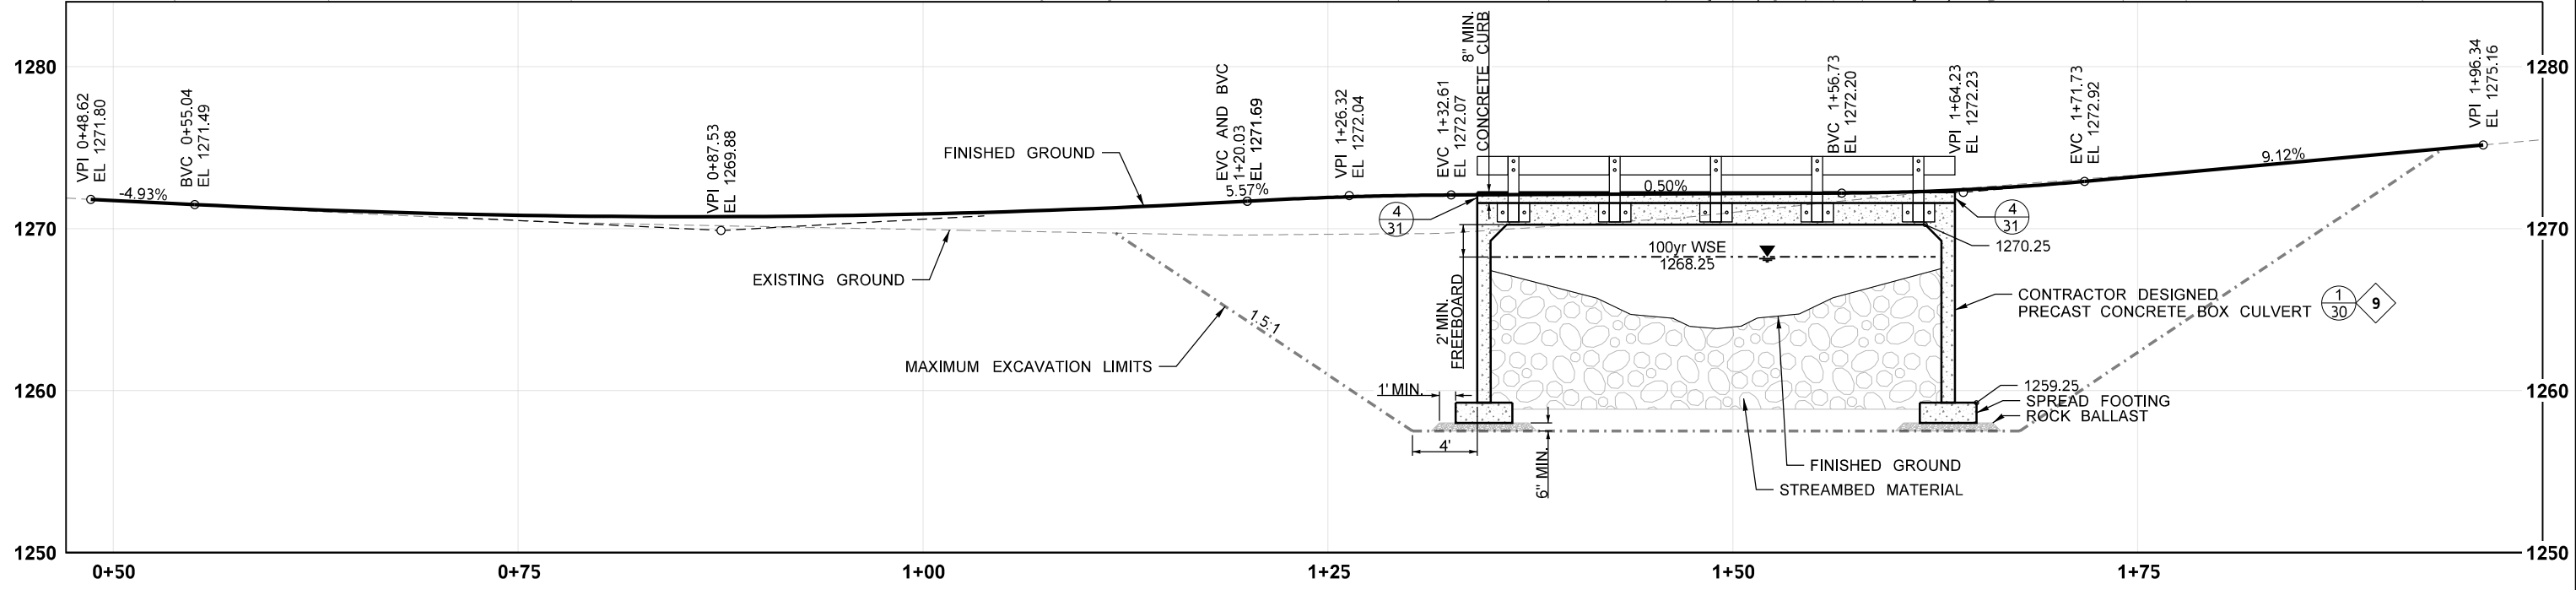 1280
1270
1260
1250
VPI 0+48.62
EL 1271.80
-4.93%
BVC 0+55.04
EL 1271.49
VPI 0+87.53
EL 1269.88
FINISHED GROUND
EXISTING GROUND
MAXIMUM EXCAVATION LIMITS
1.5:1
EVC AND BVC
1+20.03
EL 1271.69
5.57%
VPI 1+26.32
EL 1272.04
EVC 1+32.61
EL 1272.07
8" MIN.
CONCRETE CURB
4
31
0.50%
BVC 1+56.73
EL 1272.20
VPI 1+64.23
EL 1272.23
EVC 1+71.73
EL 1272.92
9.12%
VPI 1+96.34
EL 1275.16
4
31
1270.25
100yr WSE
1268.25
2' MIN.
FREEBOARD
CONTRACTOR DESIGNED
PRECAST CONCRETE BOX CULVERT
1
30
9
1' MIN.
4'
6" MIN.
1259.25
SPREAD FOOTING
ROCK BALLAST
FINISHED GROUND
STREAMBED MATERIAL
1280
1270
1260
1250
0+50
0+75
1+00
1+25
1+50
1+75